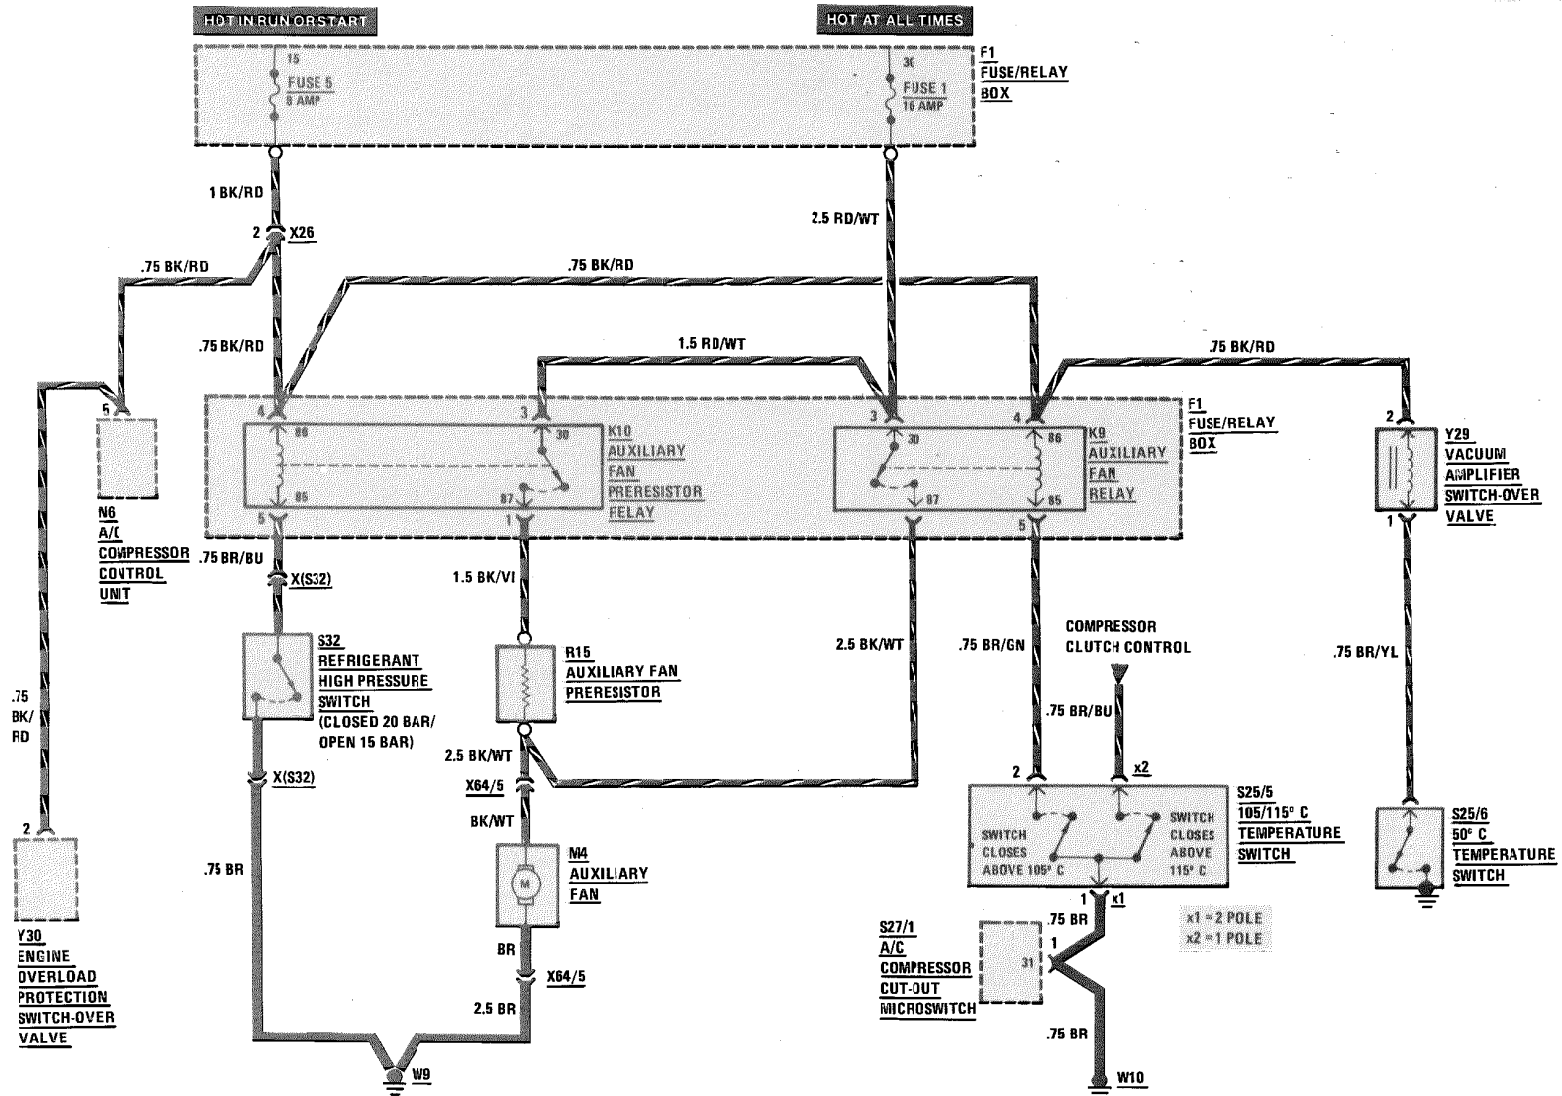 HOT IN RUN OR START
HOT AT ALL TIMES
15
FUSE 5
8 AMP
30
FUSE 1
16 AMP
F1
FUSE/RELAY
BOX
1 BK/RD
2 X26
2.5 RD/WT
.75 BK/RD
.75 BK/RD
.75 BK/RD
1.5 RD/WT
.75 BK/RD
5
N6
A/C
COMPRESSOR
CONTROL
UNIT
4
86
85
5
3
30
87
1
K10
AUXILIARY
FAN
PRERESISTOR
RELAY
3
30
87
4
86
85
5
K9
AUXILIARY
FAN
RELAY
F1
FUSE/RELAY
BOX
2
1
Y29
VACUUM
AMPLIFIER
SWITCH-OVER
VALVE
.75 BR/BU
X(S32)
1.5 BK/VI
S32
REFRIGERANT
HIGH PRESSURE
SWITCH
(CLOSED 20 BAR/
OPEN 15 BAR)
R15
AUXILIARY FAN
PRERESISTOR
2.5 BK/WT
.75 BR/GN
COMPRESSOR
CLUTCH CONTROL
.75 BR/YL
.75
BK/
RD
2.5 BK/WT
.75 BR/BU
X(S32)
X64/5
2
x2
BK/WT
S25/5
105/115° C
TEMPERATURE
SWITCH
SWITCH
CLOSES
ABOVE 105° C
SWITCH
CLOSES
ABOVE
115° C
S25/6
50° C
TEMPERATURE
SWITCH
2
.75 BR
M
M4
AUXILIARY
FAN
1 x1
.75 BR
x1 = 2 POLE
x2 = 1 POLE
Y30
ENGINE
OVERLOAD
PROTECTION
SWITCH-OVER
VALVE
BR
X64/5
2.5 BR
S27/1
A/C
COMPRESSOR
CUT-OUT
MICROSWITCH
31
1
.75 BR
W9
W10